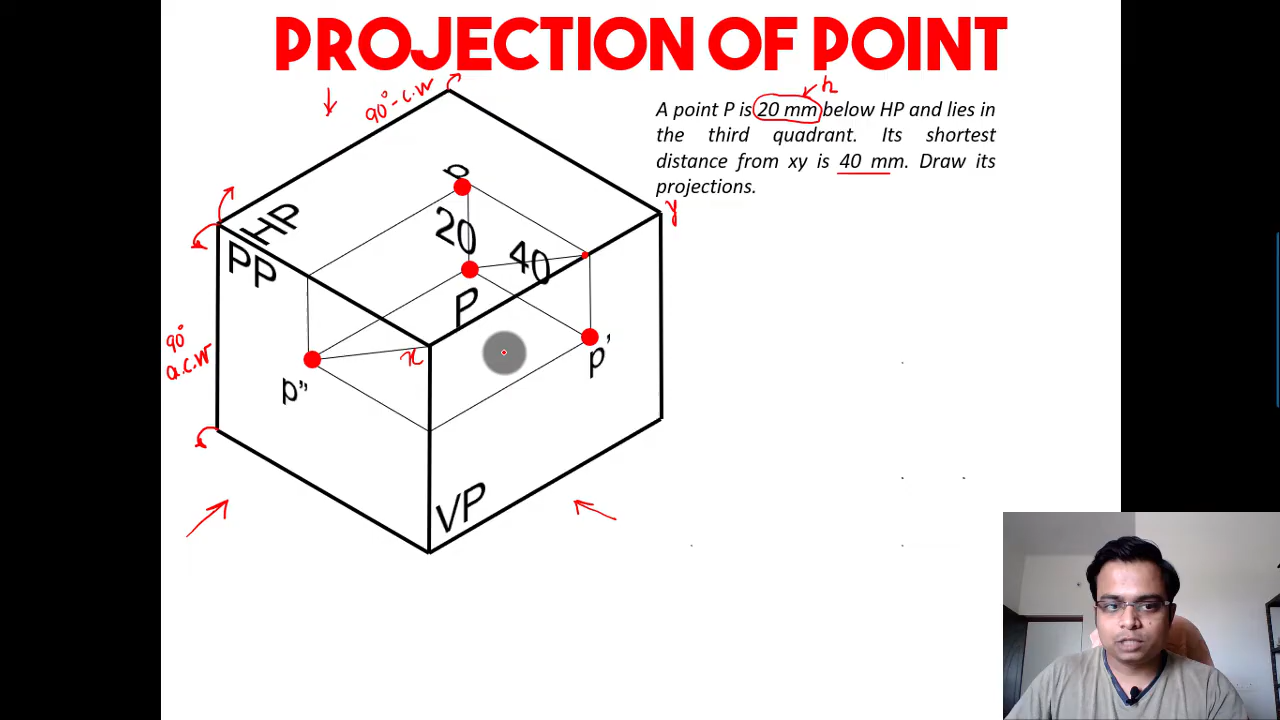 PROJECTION OF POINT
h
A point P is 20 mm below HP and lies in
the third quadrant. Its shortest
distance from xy is 40 mm. Draw its
projections.
90° - C.W
p
HP
PP
20
40
y
P
x
p'
p"
90°
a.c.w
VP